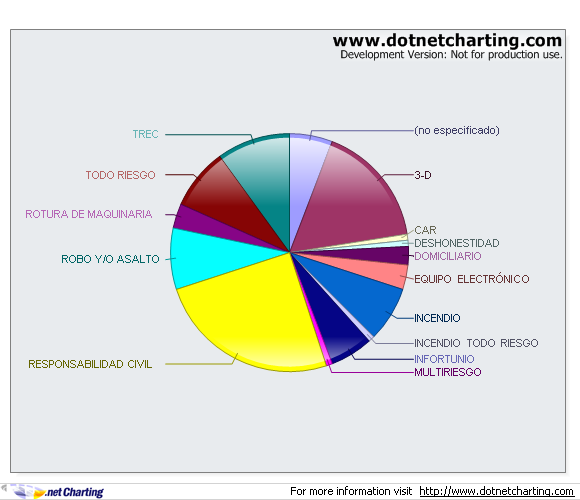 www.dotnetcharting.com
Development Version: Not for production use.
TREC
(no especificado)
TODO RIESGO
3-D
ROTURA DE MAQUINARIA
CAR
DESHONESTIDAD
DOMICILIARIO
ROBO Y/O ASALTO
EQUIPO ELECTRÓNICO
INCENDIO
INCENDIO TODO RIESGO
INFORTUNIO
RESPONSABILIDAD CIVIL
MULTIRIESGO
.net Charting
For more information visit http://www.dotnetcharting.com